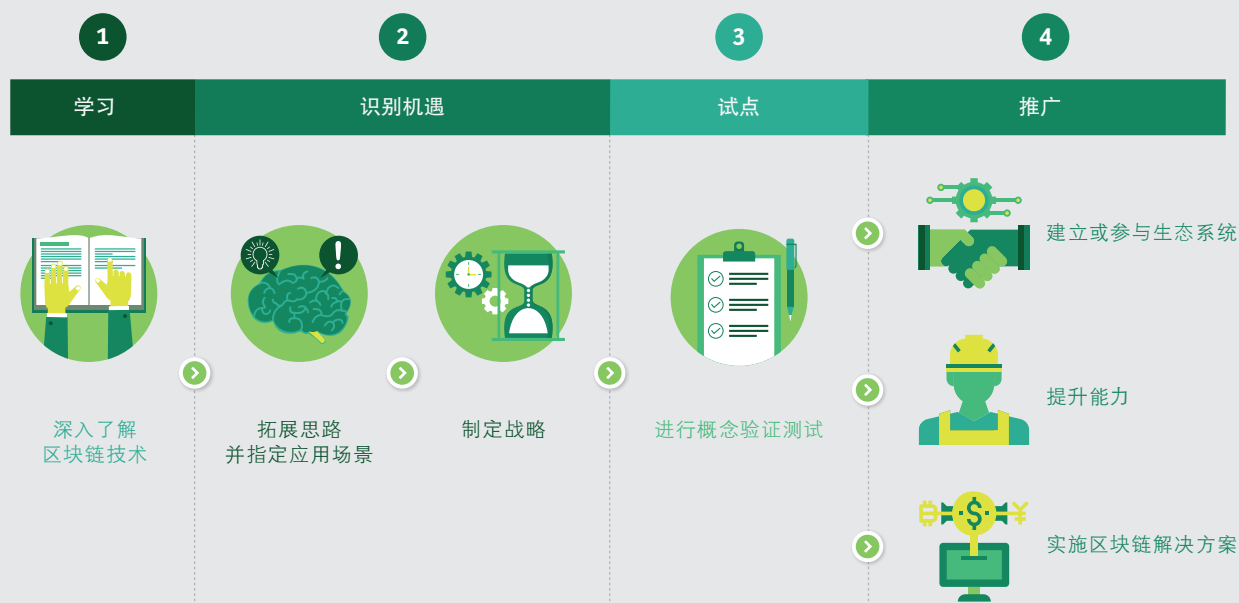 1
2
3
4
学习
识别机遇
试点
推广
深入了解
区块链技术
拓展思路
并指定应用场景
制定战略
进行概念验证测试
建立或参与生态系统
提升能力
实施区块链解决方案